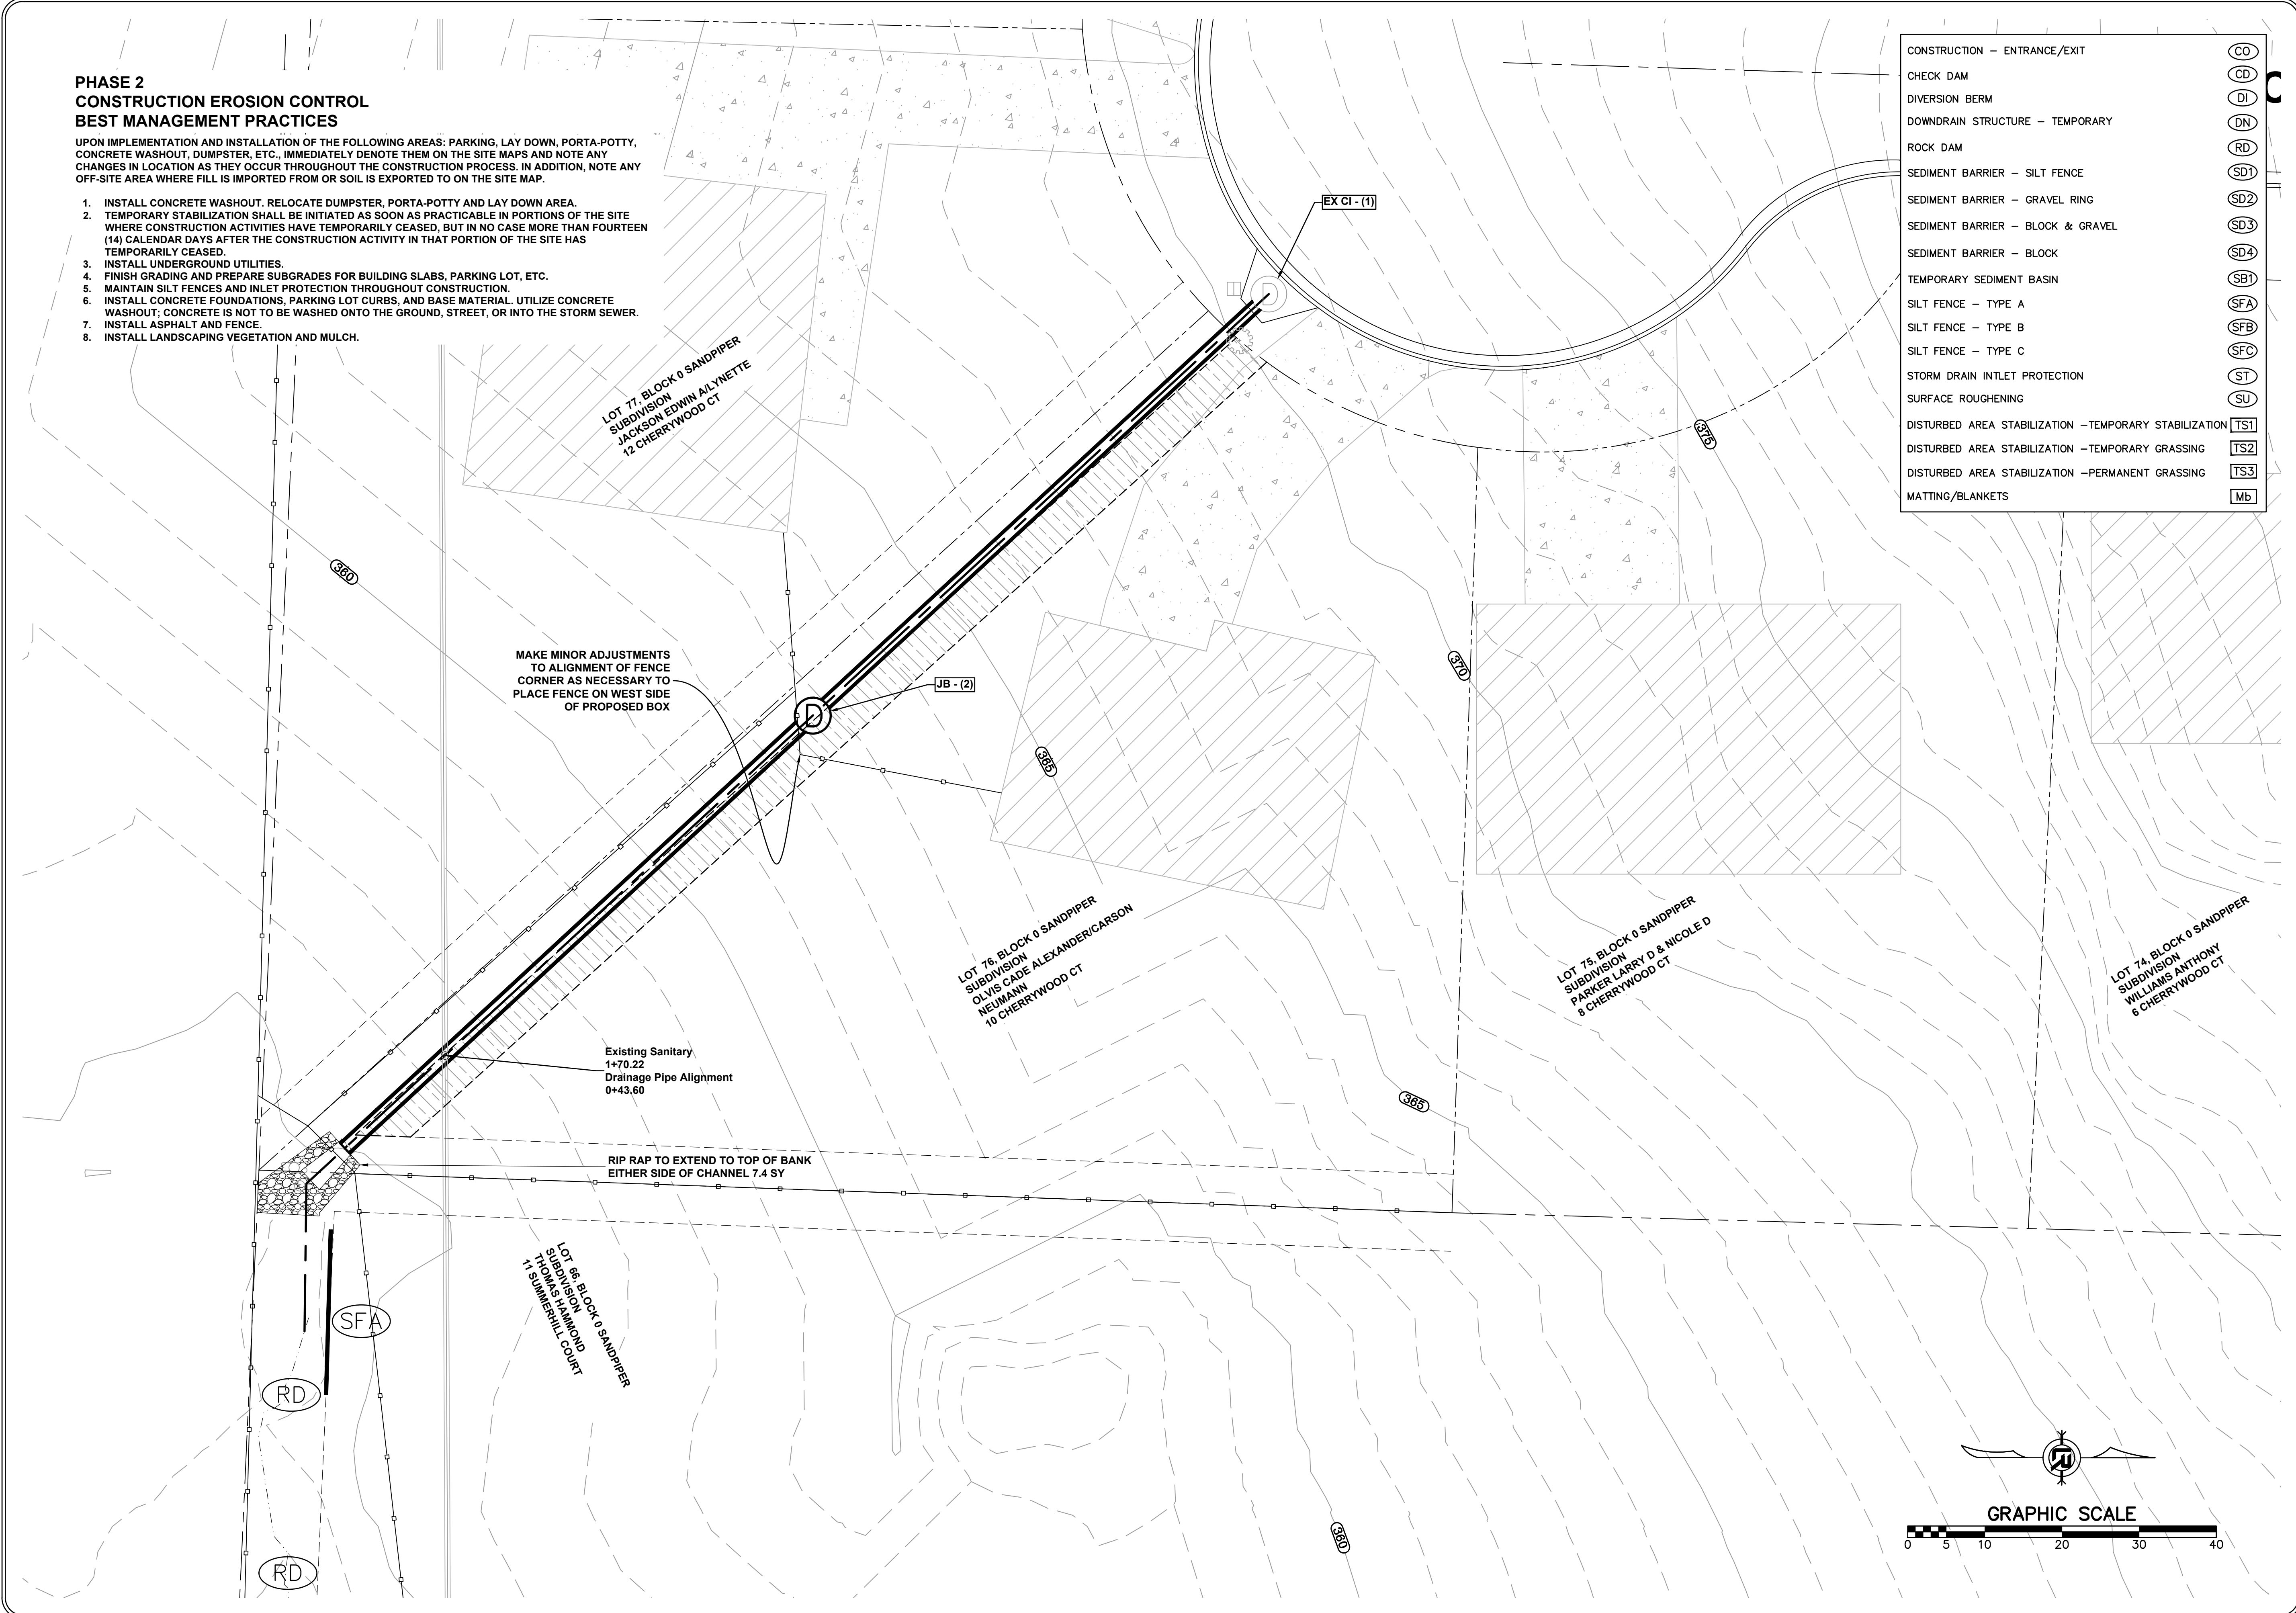 PHASE 2
CONSTRUCTION EROSION CONTROL
BEST MANAGEMENT PRACTICES
UPON IMPLEMENTATION AND INSTALLATION OF THE FOLLOWING AREAS: PARKING, LAY DOWN, PORTA-POTTY,
CONCRETE WASHOUT, DUMPSTER, ETC., IMMEDIATELY DENOTE THEM ON THE SITE MAPS AND NOTE ANY
CHANGES IN LOCATION AS THEY OCCUR THROUGHOUT THE CONSTRUCTION PROCESS. IN ADDITION, NOTE ANY
OFF-SITE AREA WHERE FILL IS IMPORTED FROM OR SOIL IS EXPORTED TO ON THE SITE MAP.
1. INSTALL CONCRETE WASHOUT. RELOCATE DUMPSTER, PORTA-POTTY AND LAY DOWN AREA.
2. TEMPORARY STABILIZATION SHALL BE INITIATED AS SOON AS PRACTICABLE IN PORTIONS OF THE SITE
WHERE CONSTRUCTION ACTIVITIES HAVE TEMPORARILY CEASED, BUT IN NO CASE MORE THAN FOURTEEN
(14) CALENDAR DAYS AFTER THE CONSTRUCTION ACTIVITY IN THAT PORTION OF THE SITE HAS
TEMPORARILY CEASED.
3. INSTALL UNDERGROUND UTILITIES.
4. FINISH GRADING AND PREPARE SUBGRADES FOR BUILDING SLABS, PARKING LOT, ETC.
5. MAINTAIN SILT FENCES AND INLET PROTECTION THROUGHOUT CONSTRUCTION.
6. INSTALL CONCRETE FOUNDATIONS, PARKING LOT CURBS, AND BASE MATERIAL. UTILIZE CONCRETE
WASHOUT; CONCRETE IS NOT TO BE WASHED ONTO THE GROUND, STREET, OR INTO THE STORM SEWER.
7. INSTALL ASPHALT AND FENCE.
8. INSTALL LANDSCAPING VEGETATION AND MULCH.
CONSTRUCTION – ENTRANCE/EXIT CO
CHECK DAM CD
DIVERSION BERM DI
DOWNDRAIN STRUCTURE – TEMPORARY DN
ROCK DAM RD
SEDIMENT BARRIER – SILT FENCE SD1
SEDIMENT BARRIER – GRAVEL RING SD2
SEDIMENT BARRIER – BLOCK & GRAVEL SD3
SEDIMENT BARRIER – BLOCK SD4
TEMPORARY SEDIMENT BASIN SB1
SILT FENCE – TYPE A SFA
SILT FENCE – TYPE B SFB
SILT FENCE – TYPE C SFC
STORM DRAIN INTLET PROTECTION ST
SURFACE ROUGHENING SU
DISTURBED AREA STABILIZATION –TEMPORARY STABILIZATION TS1
DISTURBED AREA STABILIZATION –TEMPORARY GRASSING TS2
DISTURBED AREA STABILIZATION –PERMANENT GRASSING TS3
MATTING/BLANKETS Mb
C
EX CI - (1)
D
LOT 77, BLOCK 0 SANDPIPER
SUBDIVISION
JACKSON EDWIN A/LYNETTE
12 CHERRYWOOD CT
375
360
370
MAKE MINOR ADJUSTMENTS
TO ALIGNMENT OF FENCE
CORNER AS NECESSARY TO
PLACE FENCE ON WEST SIDE
OF PROPOSED BOX
JB - (2)
D
365
LOT 76, BLOCK 0 SANDPIPER
SUBDIVISION
OLVIS CADE ALEXANDER/CARSON
NEUMANN
10 CHERRYWOOD CT
LOT 75, BLOCK 0 SANDPIPER
SUBDIVISION
PARKER LARRY D & NICOLE D
8 CHERRYWOOD CT
LOT 74, BLOCK 0 SANDPIPER
SUBDIVISION
WILLIAMS ANTHONY
6 CHERRYWOOD CT
Existing Sanitary
1+70.22
Drainage Pipe Alignment
0+43.60
365
RIP RAP TO EXTEND TO TOP OF BANK
EITHER SIDE OF CHANNEL 7.4 SY
LOT 66, BLOCK 0 SANDPIPER
SUBDIVISION
THOMAS HAMMOND
11 SUMMERHILL COURT
SFA
RD
360
RD
GRAPHIC SCALE
0 5 10 20 30 40